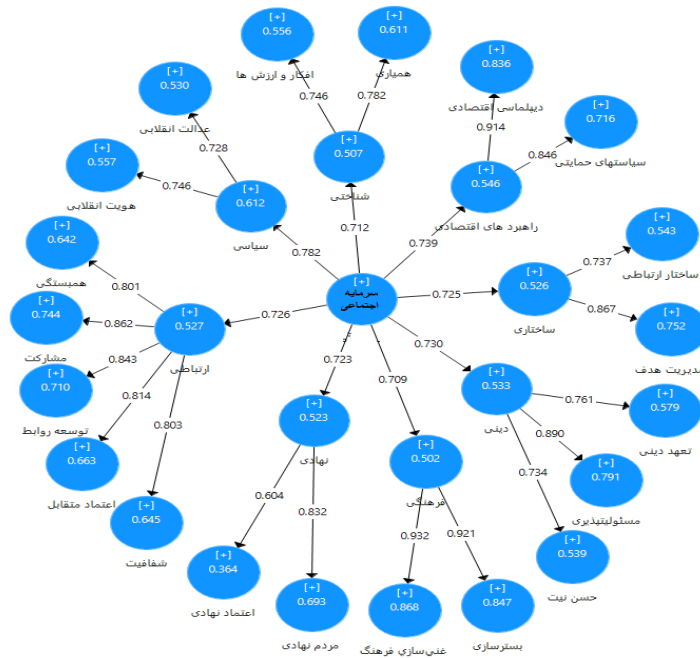 [+]
0.556
افکار و ارزش ها
[+]
0.611
همیاری
[+]
0.836
دیپلماسی اقتصادی
[+]
0.716
سیاستهای حمایتی
[+]
0.530
عدالت انقلابی
[+]
0.557
هویت انقلابی
0.746
0.782
0.914
0.846
0.728
0.746
[+]
0.507
شناختی
[+]
0.546
راهبرد های اقتصادی
[+]
0.612
سیاسی
[+]
0.642
همبستگی
[+]
0.543
ساختار ارتباطی
0.712
0.739
0.782
0.737
[+]
سرمایه
اجتماعی
[+]
0.526
ساختاری
0.801
0.725
0.867
[+]
0.744
مشارکت
0.862
[+]
0.527
ارتباطی
0.726
[+]
0.752
مدیریت هدف
0.843
0.723
0.709
0.730
[+]
0.710
توسعه روابط
0.814
0.803
[+]
0.533
دینی
0.761
[+]
0.579
تعهد دینی
[+]
0.523
نهادی
[+]
0.502
فرهنگی
0.890
0.734
[+]
0.663
اعتماد متقابل
[+]
0.791
مسئولیتپذیری
[+]
0.645
شفافیت
0.604
0.832
0.932
0.921
[+]
0.539
حسن نیت
[+]
0.364
اعتماد نهادی
[+]
0.693
مردم نهادی
[+]
0.868
غنی‌سازي فرهنگ
[+]
0.847
بسترسازی